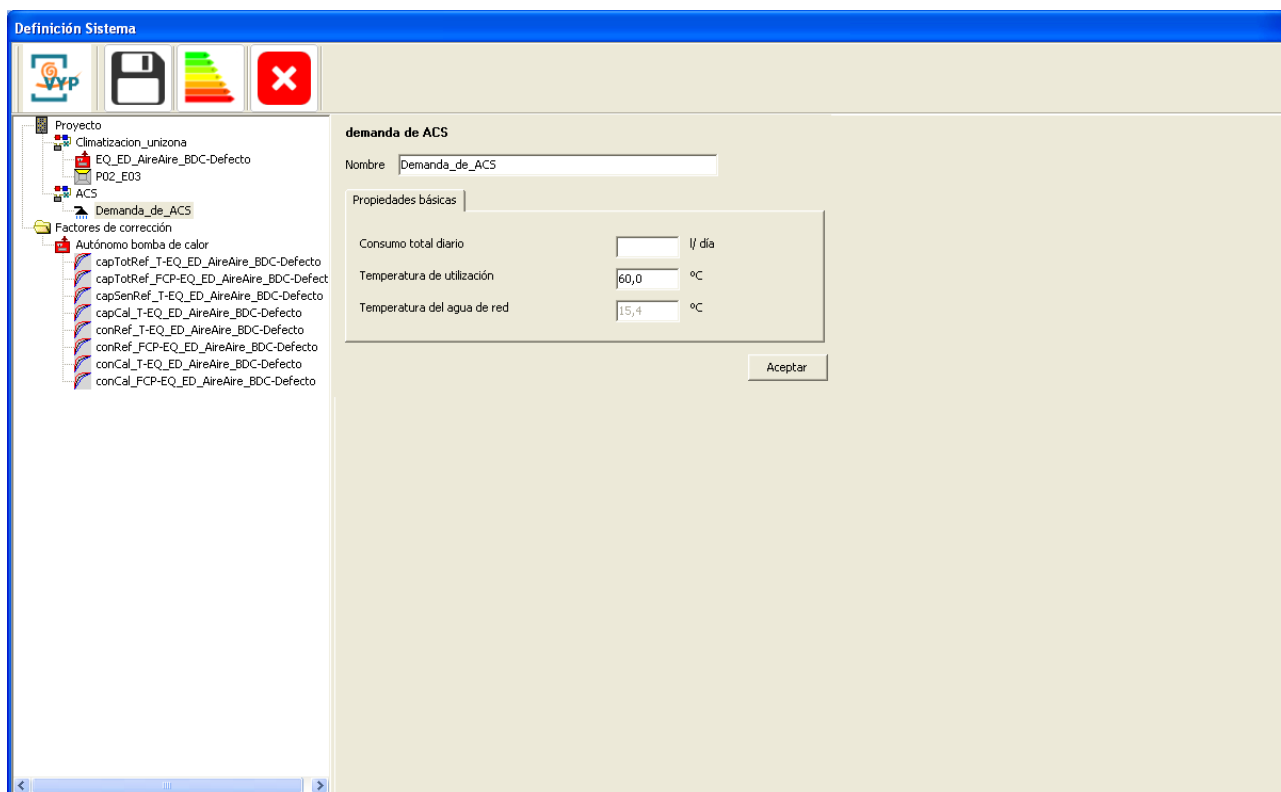 Definición Sistema
VYP
Proyecto
Climatizacion_unizona
EQ_ED_AireAire_BDC-Defecto
P02_E03
ACS
Demanda_de_ACS
Factores de corrección
Autónomo bomba de calor
capTotRef_T-EQ_ED_AireAire_BDC-Defecto
capTotRef_FCP-EQ_ED_AireAire_BDC-Defect
capSenRef_T-EQ_ED_AireAire_BDC-Defecto
capCal_T-EQ_ED_AireAire_BDC-Defecto
conRef_T-EQ_ED_AireAire_BDC-Defecto
conRef_FCP-EQ_ED_AireAire_BDC-Defecto
conCal_T-EQ_ED_AireAire_BDC-Defecto
conCal_FCP-EQ_ED_AireAire_BDC-Defecto
demanda de ACS
Nombre Demanda_de_ACS
Propiedades básicas
Consumo total diario l/ día
Temperatura de utilización 60,0 ºC
Temperatura del agua de red 15,4 ºC
Aceptar